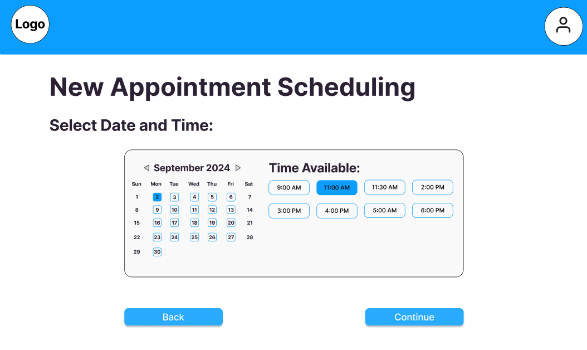 Logo
New Appointment Scheduling
Select Date and Time:
September 2024
Sun Mon Tue Wed Thu Fri Sat
1 2 3 4 5 6 7
8 9 10 11 12 13 14
15 16 17 18 19 20 21
22 23 24 25 26 27 28
29 30
Time Available:
9:00 AM 11:00 AM 11:30 AM 2:00 PM
3:00 PM 4:00 PM 5:00 AM 6:00 PM
Back Continue